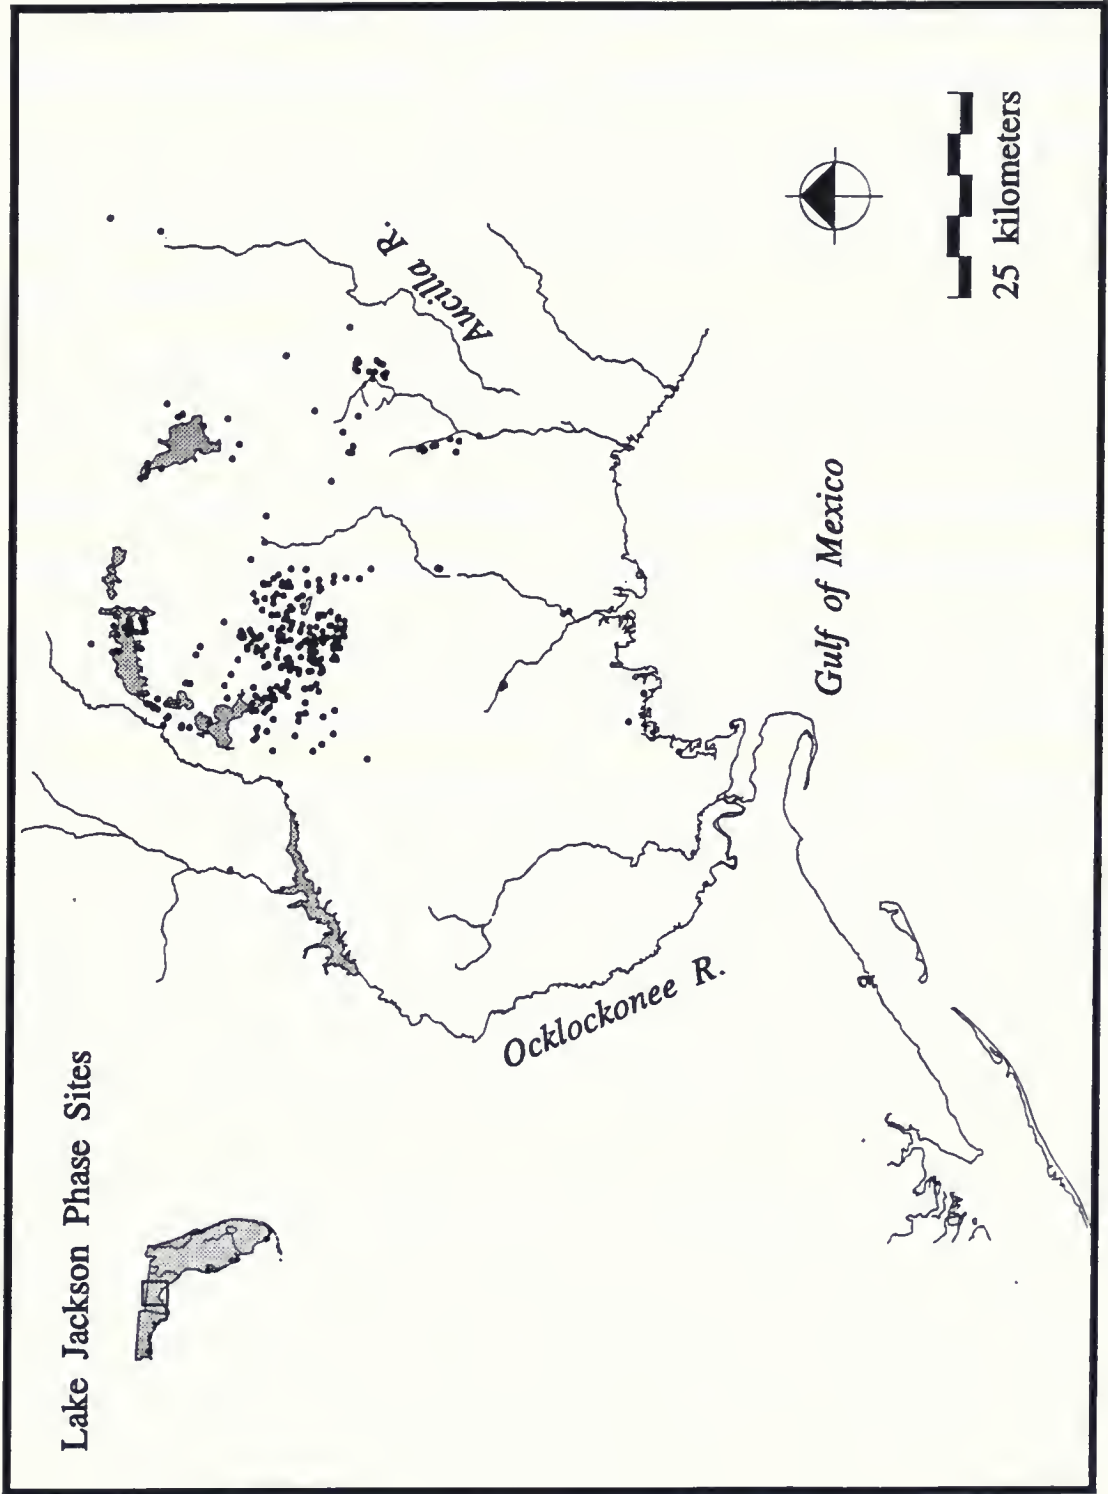 Lake Jackson Phase Sites
Aucilla R.
Ocklockonee R.
Gulf of Mexico
25 kilometers